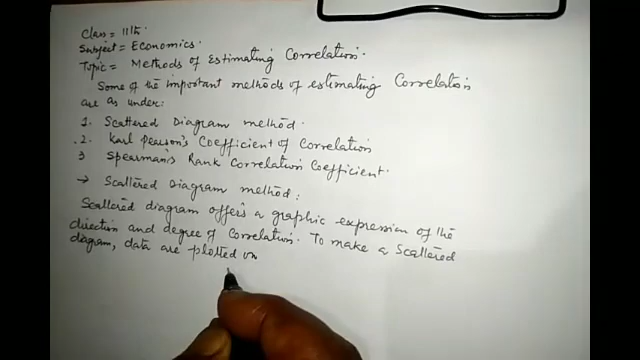 Class = 11th.
Subject = Economics.
Topic = Methods of Estimating Correlation.
Some of the important methods of estimating Correlation
are as under:
1. Scattered Diagram method.
2. Karl Pearson's Coefficient of Correlation
3 Spearman's Rank Correlation Coefficient.
→ Scattered Diagram method:
Scattered diagram offer's a graphic expression of the
direction and degree of Correlation. To make a Scattered
diagram, data are plotted on